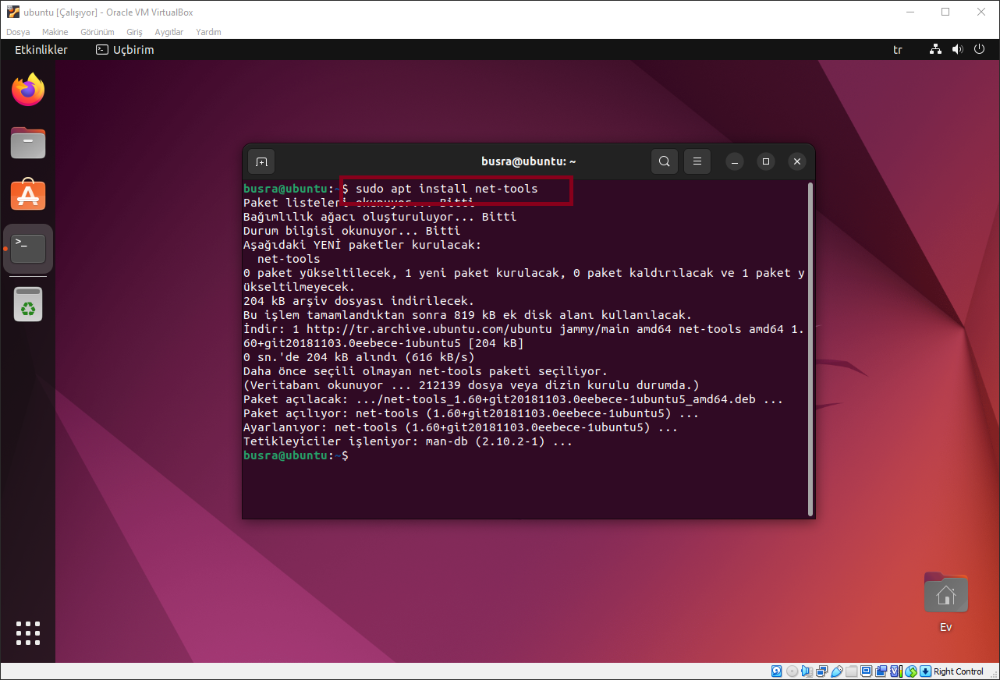 ubuntu [Çalışıyor] - Oracle VM VirtualBox
Dosya Makine Görünüm Giriş Aygıtlar Yardım
Etkinlikler Uçbirim tr
busra@ubuntu: ~
busra@ubuntu:~$ sudo apt install net-tools
Paket listeleri okunuyor... Bitti
Bağımlılık ağacı oluşturuluyor... Bitti
Durum bilgisi okunuyor... Bitti
Aşağıdaki YENİ paketler kurulacak:
net-tools
0 paket yükseltilecek, 1 yeni paket kurulacak, 0 paket kaldırılacak ve 1 paket y
ükseltilmeyecek.
204 kB arşiv dosyası indirilecek.
Bu işlem tamamlandıktan sonra 819 kB ek disk alanı kullanılacak.
İndir: 1 http://tr.archive.ubuntu.com/ubuntu jammy/main amd64 net-tools amd64 1.
60+git20181103.0eebece-1ubuntu5 [204 kB]
0 sn.'de 204 kB alındı (616 kB/s)
Daha önce seçili olmayan net-tools paketi seçiliyor.
(Veritabanı okunuyor ... 212139 dosya veya dizin kurulu durumda.)
Paket açılacak: .../net-tools_1.60+git20181103.0eebece-1ubuntu5_amd64.deb ...
Paket açılıyor: net-tools (1.60+git20181103.0eebece-1ubuntu5) ...
Ayarlanıyor: net-tools (1.60+git20181103.0eebece-1ubuntu5) ...
Tetikleyiciler işleniyor: man-db (2.10.2-1) ...
busra@ubuntu:~$
Ev
Right Control